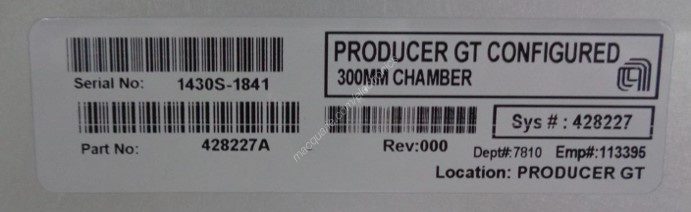 PRODUCER GT CONFIGURED
300MM CHAMBER
Serial No: 1430S-1841
Sys # : 428227
Part No: 428227A
Rev:000
Dept#:7810 Emp#:113395
Location: PRODUCER GT